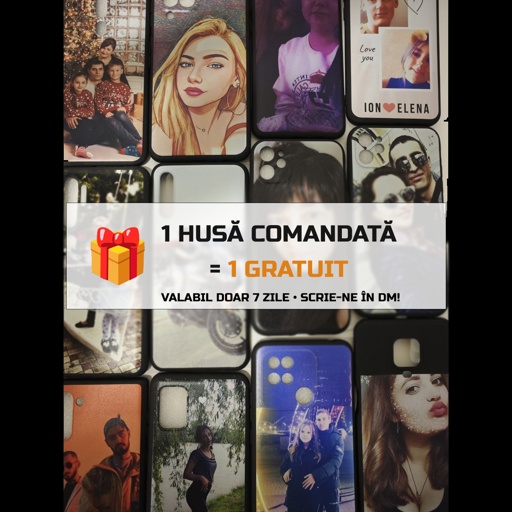 Love
you
ION❤ELENA
1 HUSĂ COMANDATĂ
= 1 GRATUIT
VALABIL DOAR 7 ZILE • SCRIE-NE ÎN DM!